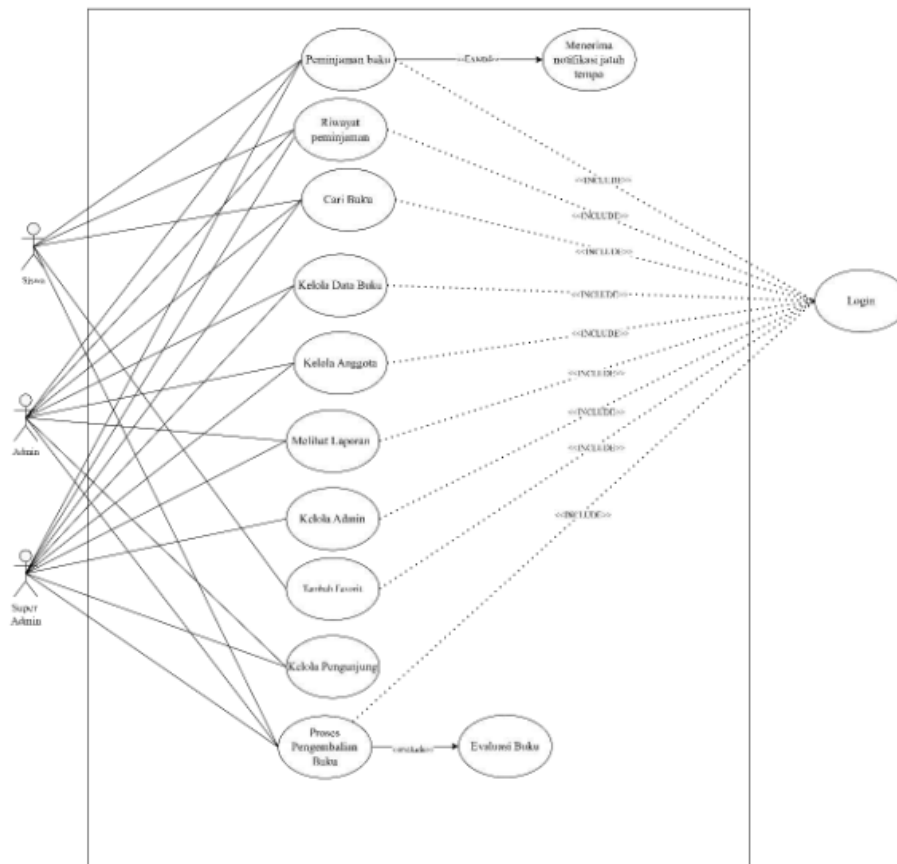 Peminjaman buku
<<Extend>>
Menerima
notifikasi jatuh
tempo
Riwayat
peminjaman
<<INCLUDE>>
<<INCLUDE>>
Cari Buku
<<INCLUDE>>
Siswa
Kelola Data Buku
<<INCLUDE>>
Login
<<INCLUDE>>
Kelola Anggota
<<INCLUDE>>
Admin
Melihat Laporan
<<INCLUDE>>
<<INCLUDE>>
Kelola Admin
<<INCLUDE>>
Super
Admin
Tambah Favorit
Kelola Pengunjung
Proses
Pengembalian
Buku
<<include>>
Evaluasi Buku